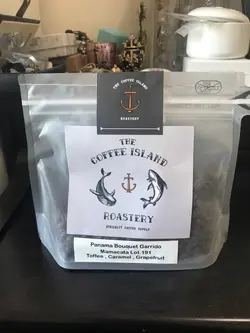 THE COFFEE ISLAND
ROASTERY
THE
COFFEE ISLAND
ROASTERY
SPECIALTY COFFEE SUPPLY
Panama Bouquet Garrido
Mamacata Lot.191
Toffee , Caramel , Grapefruit